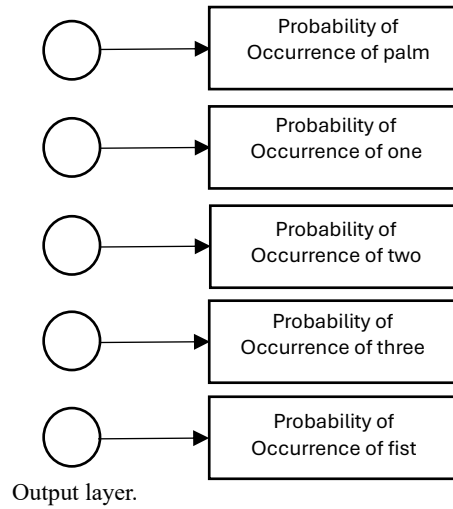 Probability of
Occurrence of palm
Probability of
Occurrence of one
Probability of
Occurrence of two
Probability of
Occurrence of three
Probability of
Occurrence of fist
Output layer.